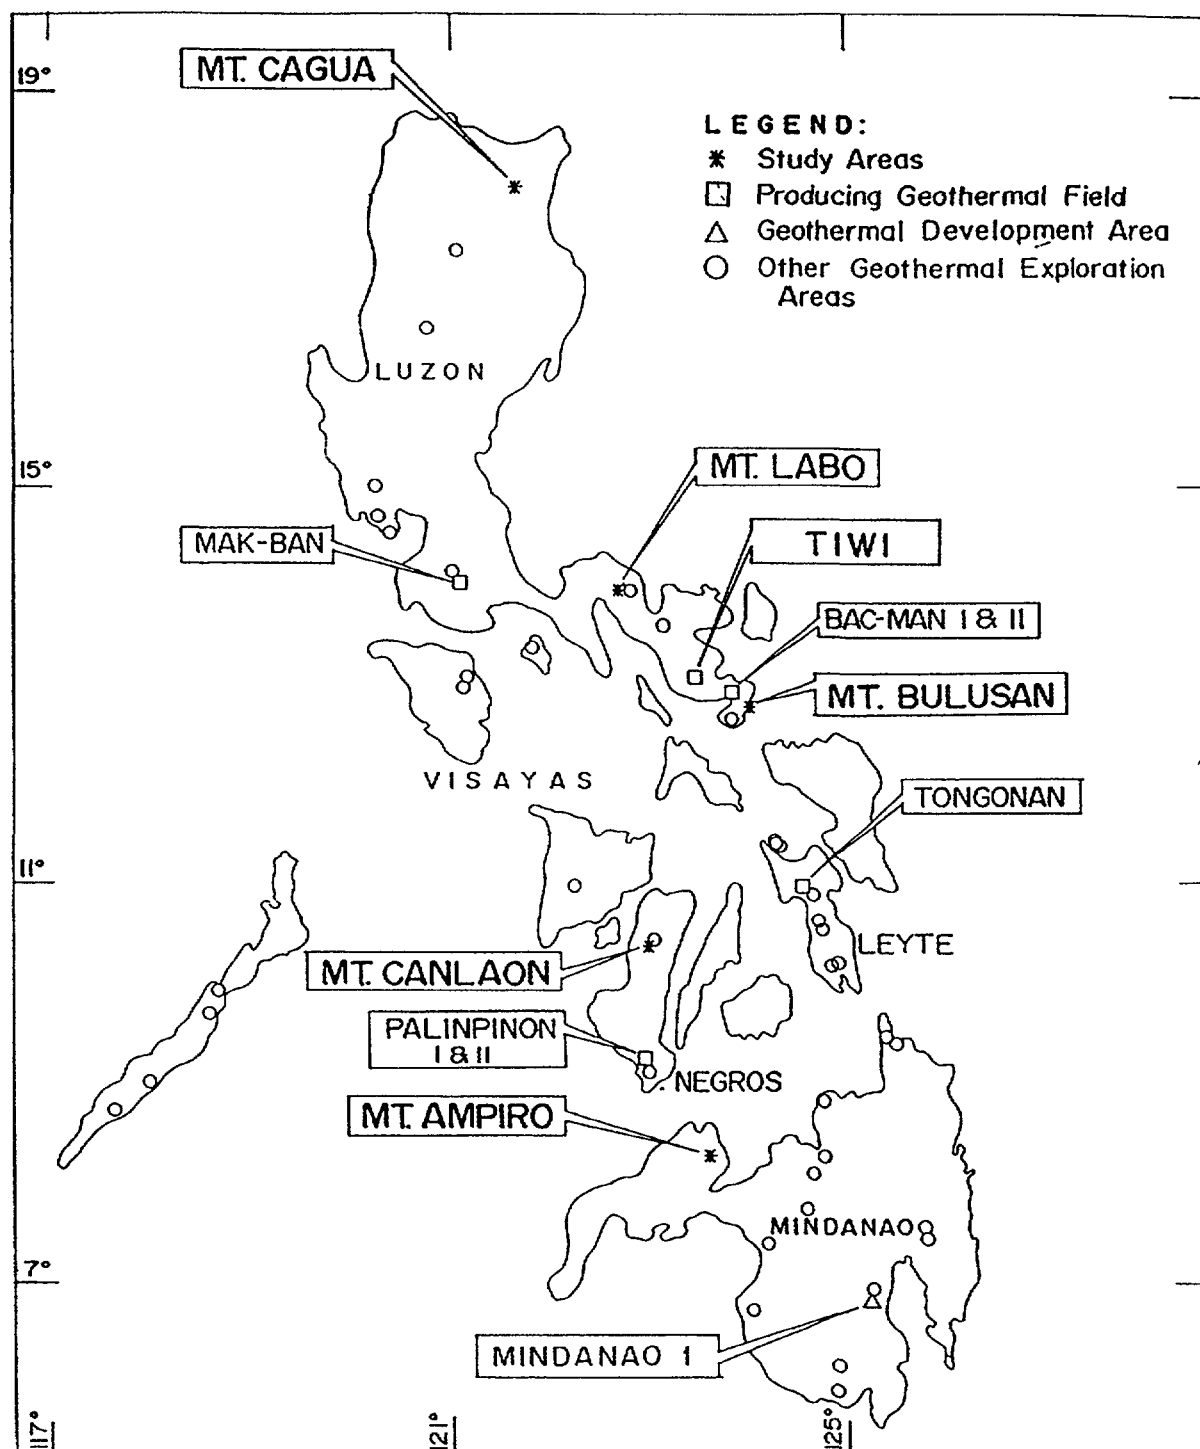 MT. CAGUA
19°
LEGEND:
Study Areas
Producing Geothermal Field
Geothermal Development Area
Other Geothermal Exploration
Areas
LUZON
15°
MT. LABO
MAK-BAN
TIWI
BAC-MAN I & II
MT. BULUSAN
VISAYAS
TONGONAN
11°
LEYTE
MT. CANLAON
PALINPINON
I & II
NEGROS
MT. AMPIRO
MINDANAO
7°
MINDANAO 1
117°
121°
125°